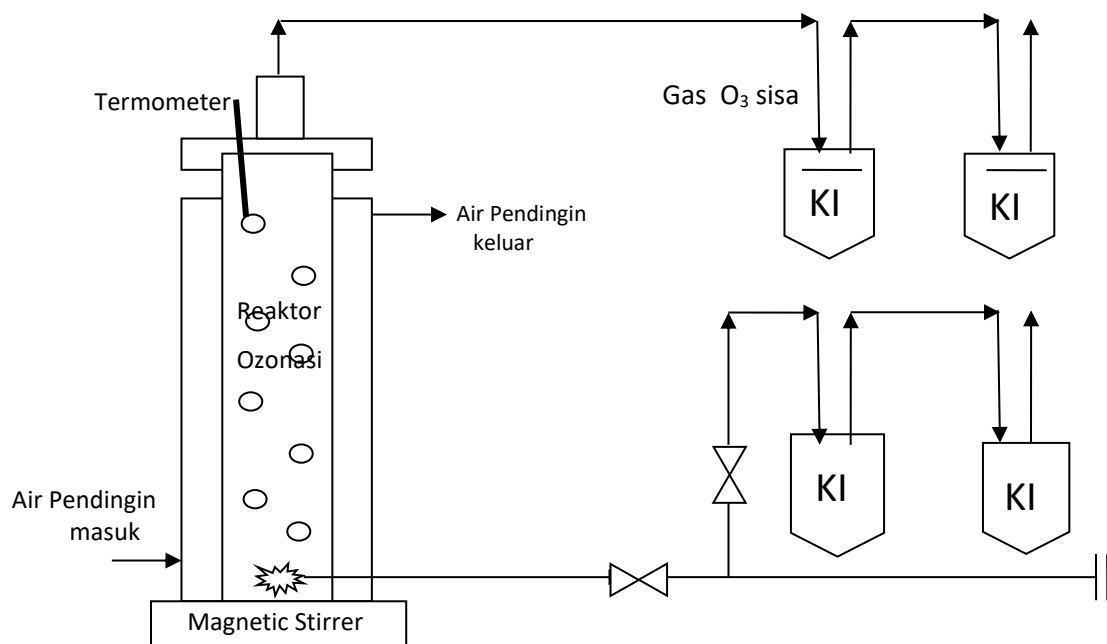 Termometer
Gas O₃ sisa
KI
KI
Air Pendingin
keluar
Reaktor
Ozonasi
KI
KI
Air Pendingin
masuk
Magnetic Stirrer